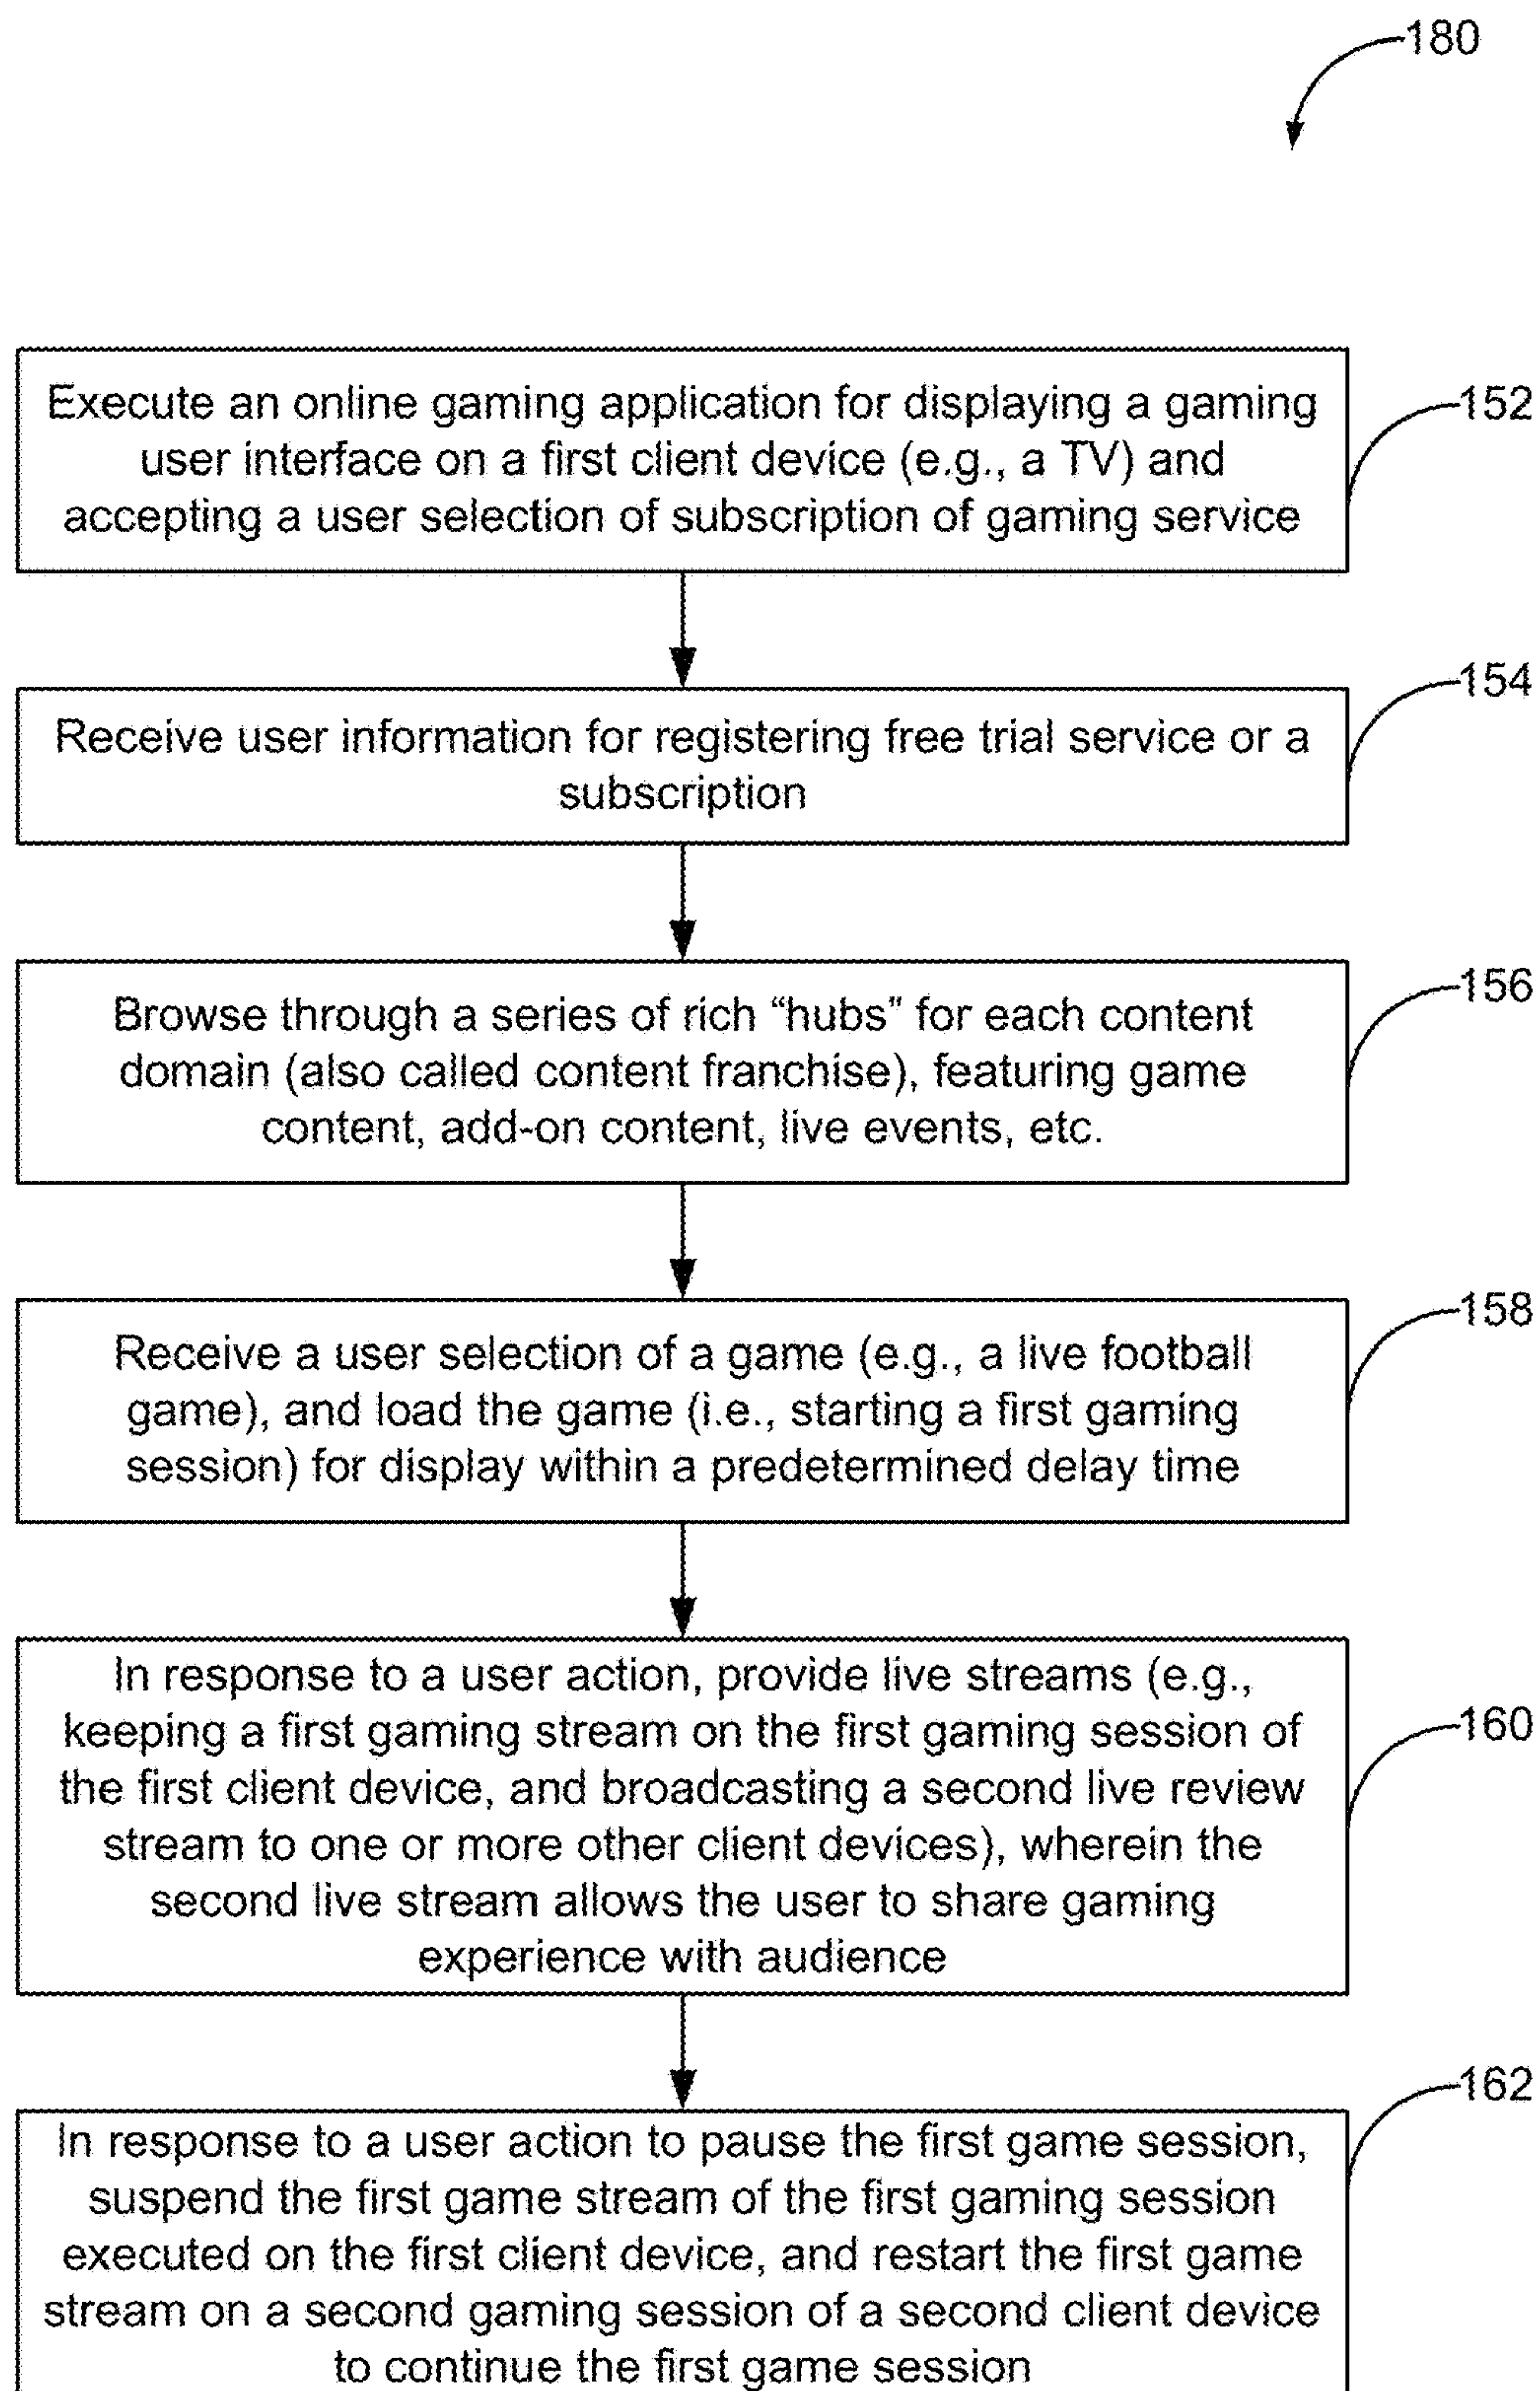 180
Execute an online gaming application for displaying a gaming
user interface on a first client device (e.g., a TV) and
accepting a user selection of subscription of gaming service
152
Receive user information for registering free trial service or a
subscription
154
Browse through a series of rich “hubs” for each content
domain (also called content franchise), featuring game
content, add-on content, live events, etc.
156
Receive a user selection of a game (e.g., a live football
game), and load the game (i.e., starting a first gaming
session) for display within a predetermined delay time
158
In response to a user action, provide live streams (e.g.,
keeping a first gaming stream on the first gaming session of
the first client device, and broadcasting a second live review
stream to one or more other client devices), wherein the
second live stream allows the user to share gaming
experience with audience
160
In response to a user action to pause the first game session,
suspend the first game stream of the first gaming session
executed on the first client device, and restart the first game
stream on a second gaming session of a second client device
to continue the first game session
162